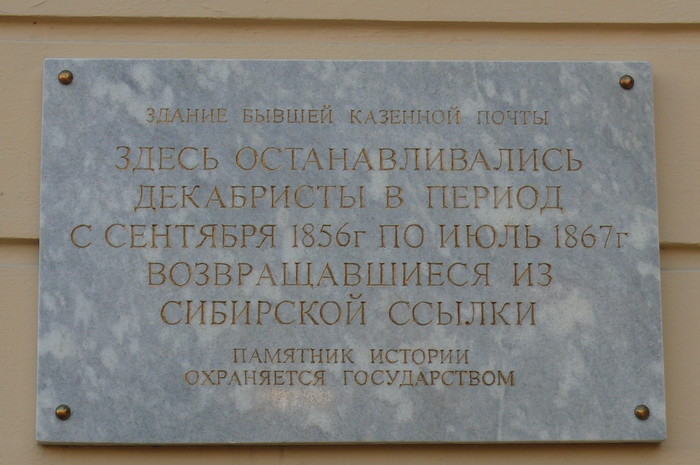 ЗДАНИЕ БЫВШЕЙ КАЗЕННОЙ ПОЧТЫ
ЗДЕСЬ ОСТАНАВЛИВАЛИСЬ
ДЕКАБРИСТЫ В ПЕРИОД
С СЕНТЯБРЯ 1856г ПО ИЮЛЬ 1867г
ВОЗВРАЩАВШИЕСЯ ИЗ
СИБИРСКОЙ ССЫЛКИ
ПАМЯТНИК ИСТОРИИ
ОХРАНЯЕТСЯ ГОСУДАРСТВОМ